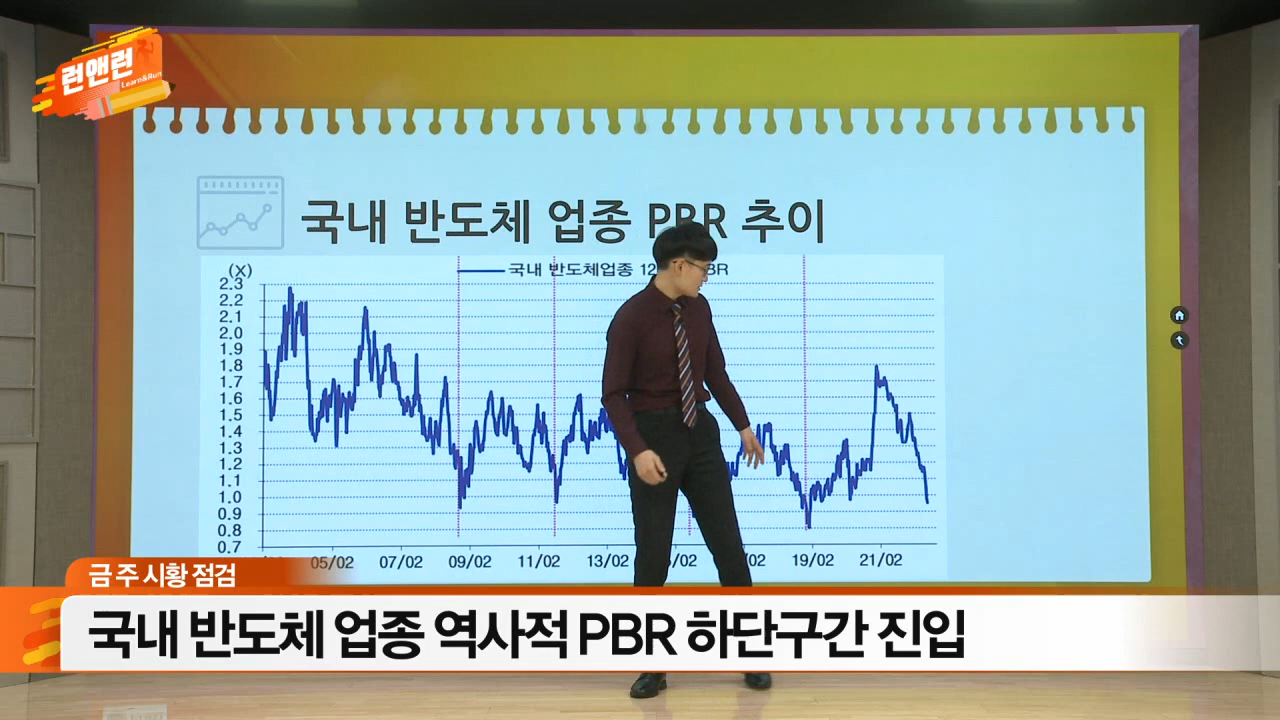 런앤런
Learn&Run
국내 반도체 업종 PBR 추이
(X)
국내 반도체업종 12 BR
2.3
2.2
2.1
2.0
1.9
1.8
1.7
1.6
1.5
1.4
1.3
1.2
1.1
1.0
0.9
0.8
0.7
05/02 07/02 09/02 11/02 13/02 /02 /02 19/02 21/02
금주 시황 점검
국내 반도체 업종 역사적 PBR 하단구간 진입